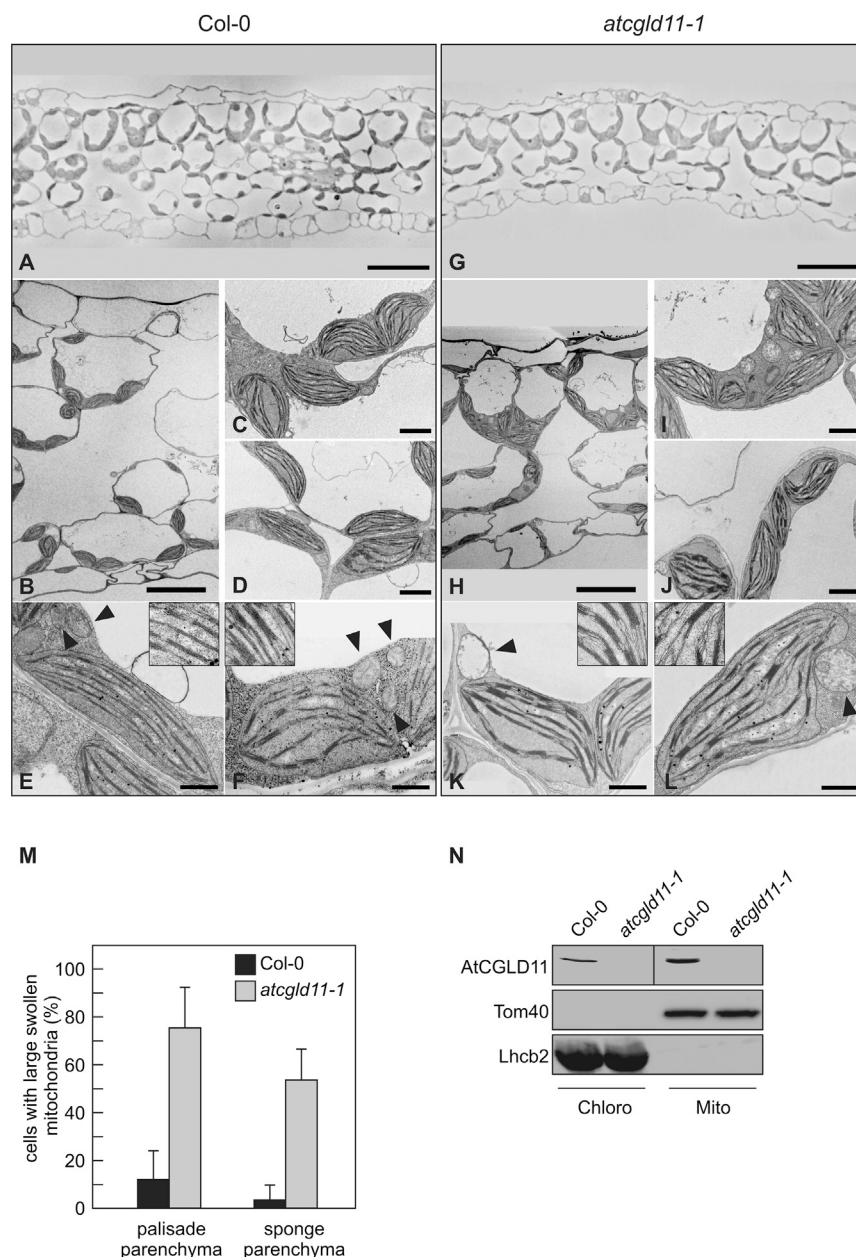 Col-0
atcgld11-1
A
G
B
C
D
H
I
J
E
F
K
L
M
N
100
80
60
40
20
0
cells with large swollen
mitochondria (%)
Col-0
atcgld11-1
palisade
parenchyma
sponge
parenchyma
Col-0
atcgld11-1
Col-0
atcgld11-1
AtCGLD11
Tom40
Lhcb2
Chloro
Mito